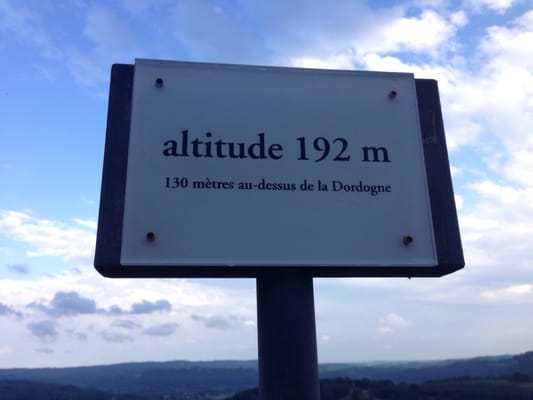 altitude 192 m
130 mètres au-dessus de la Dordogne